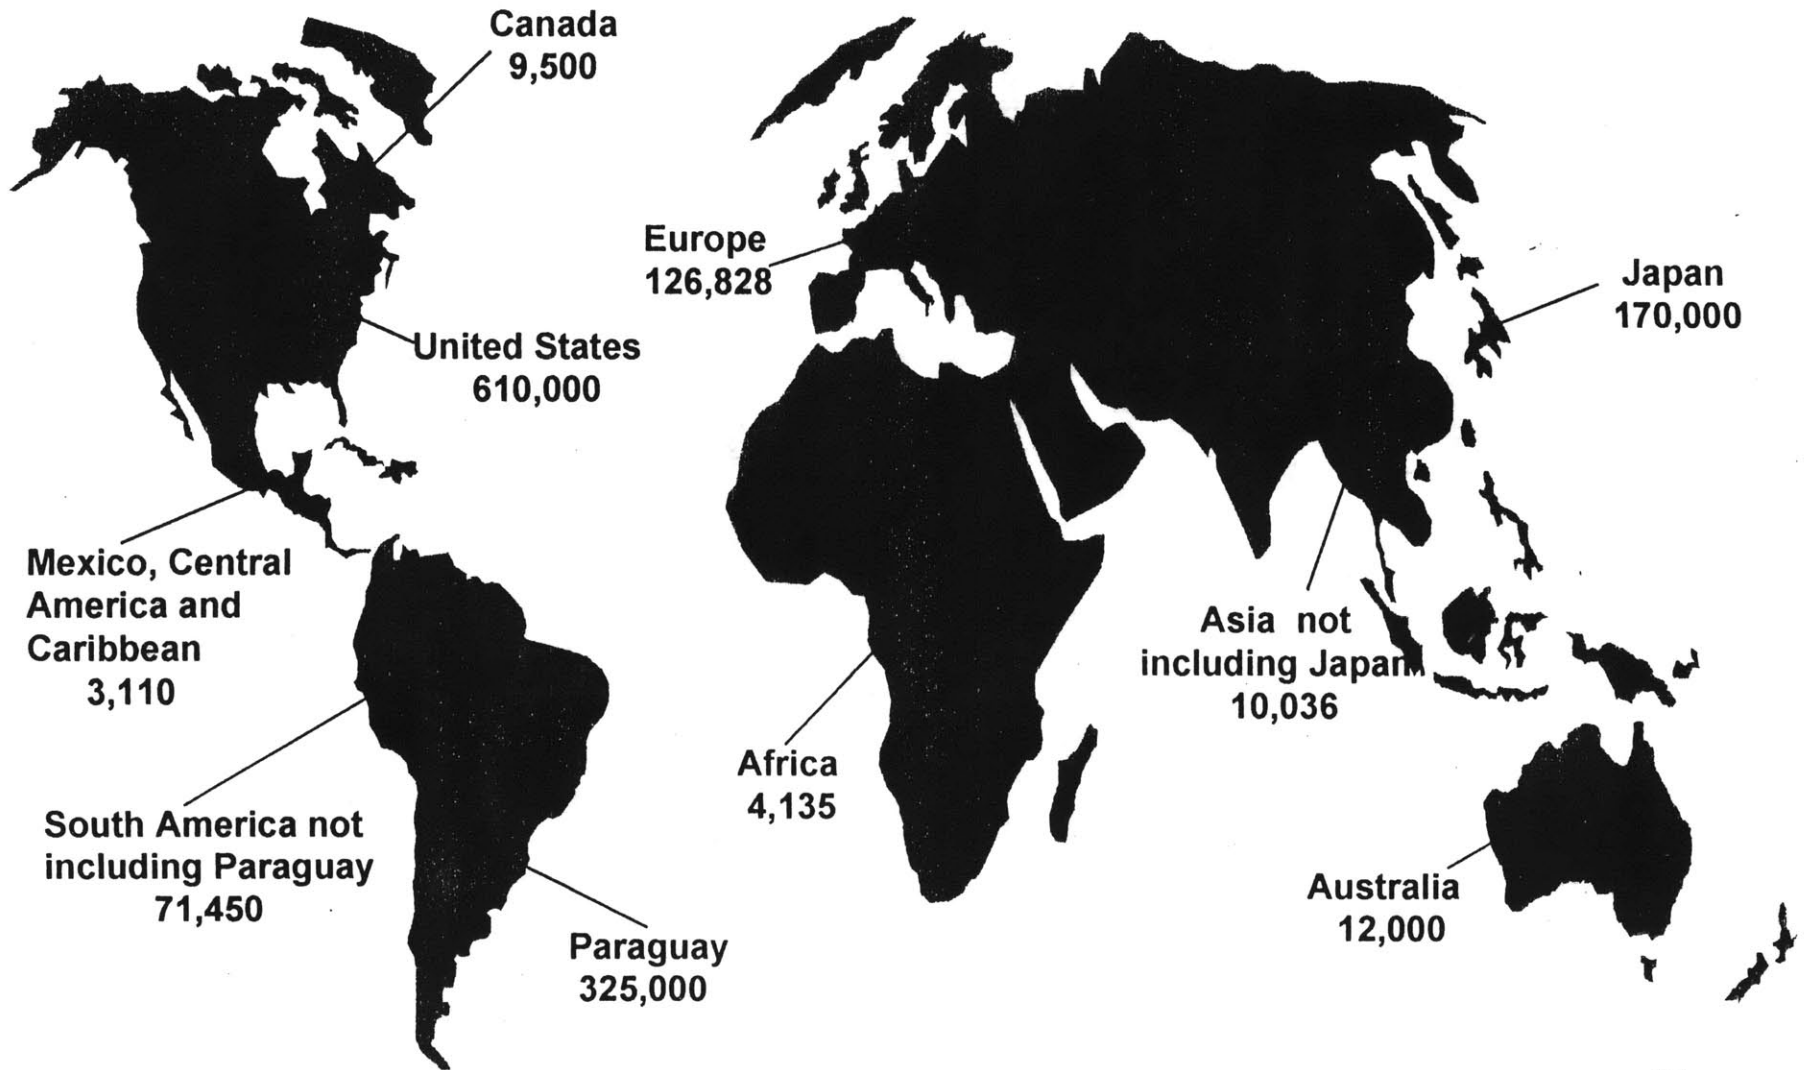 Canada
9,500
Europe
126,828
Japan
170,000
United States
610,000
Mexico, Central
America and
Caribbean
3,110
Asia not
including Japan
10,036
Africa
4,135
South America not
including Paraguay
71,450
Australia
12,000
Paraguay
325,000